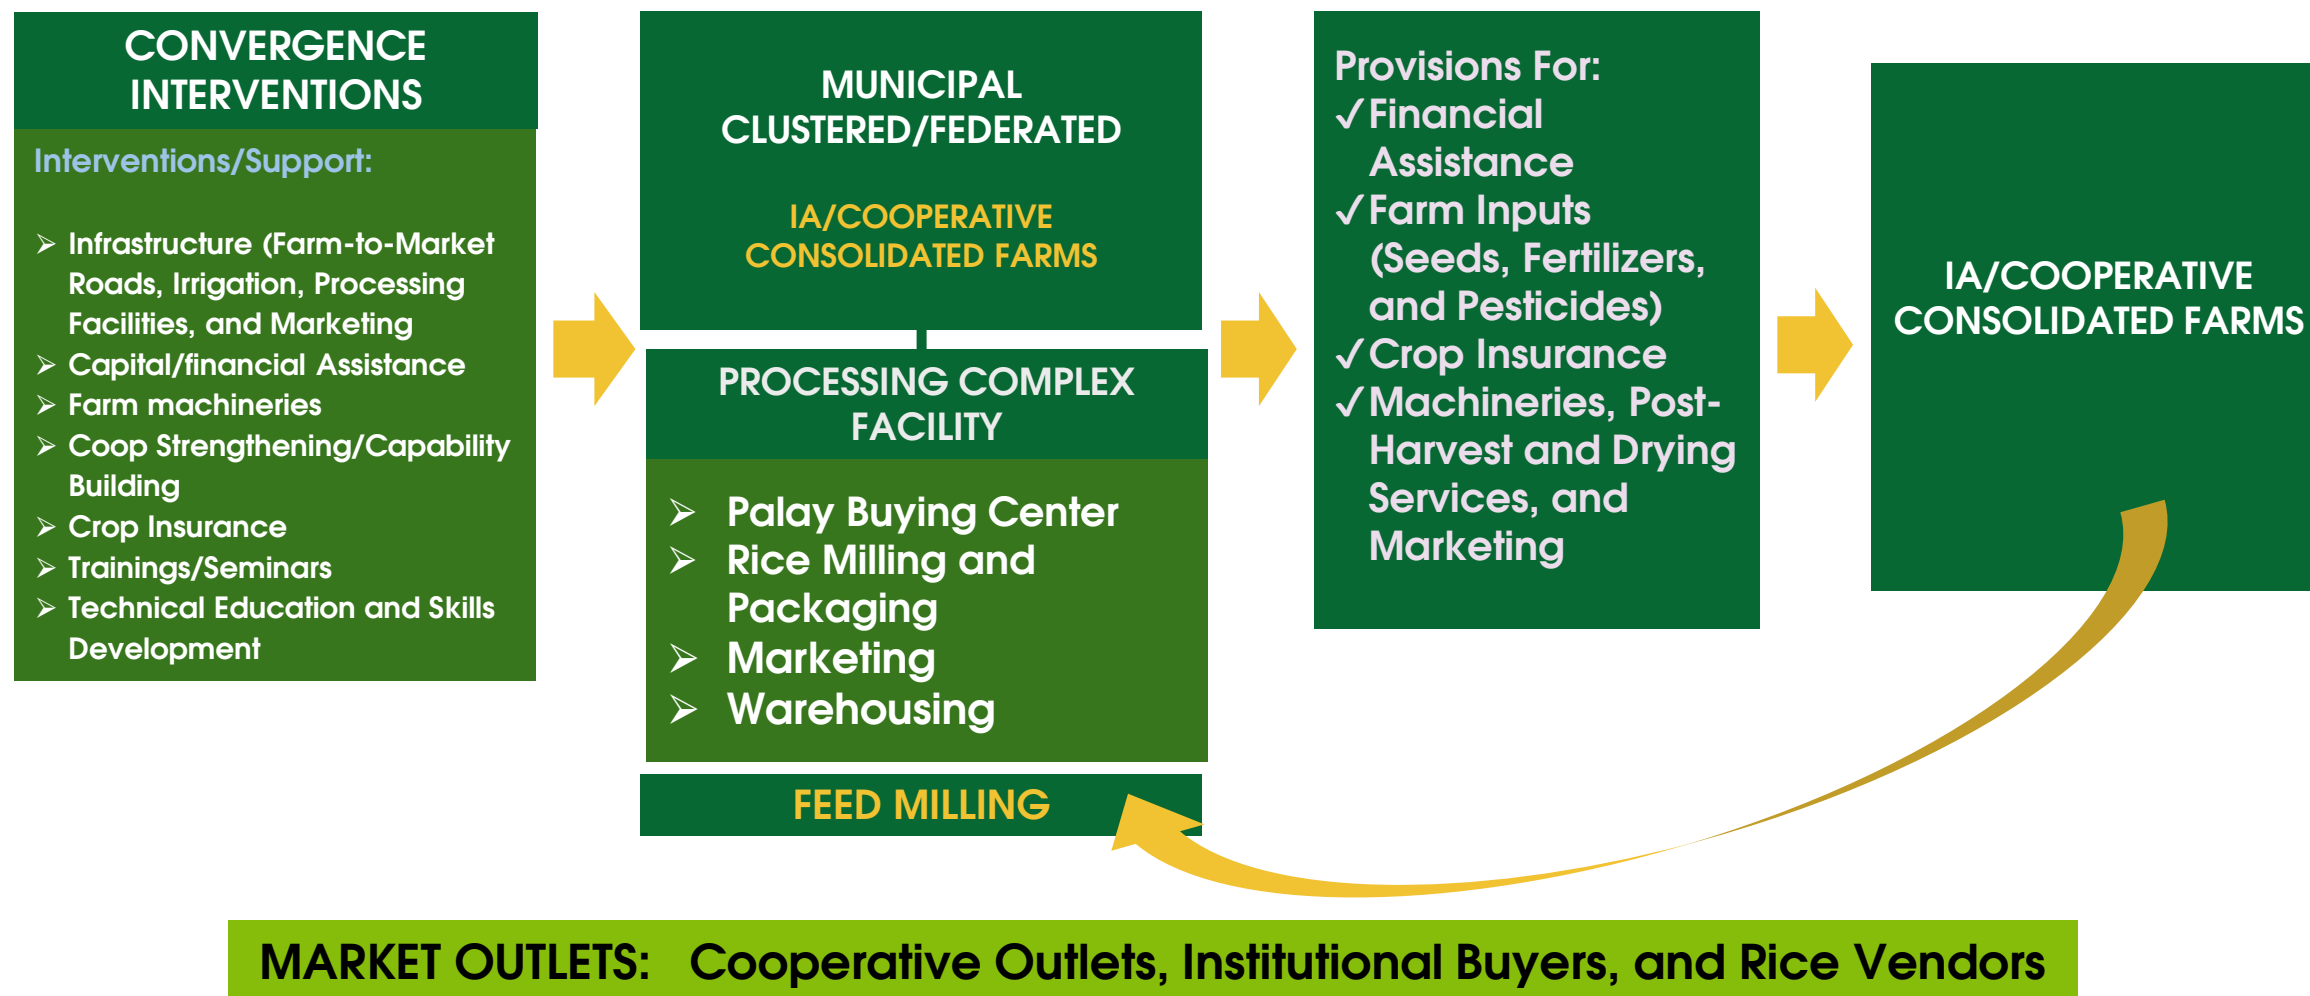 CONVERGENCE
INTERVENTIONS
Interventions/Support:
➢ Infrastructure (Farm-to-Market
Roads, Irrigation, Processing
Facilities, and Marketing
➢ Capital/financial Assistance
➢ Farm machineries
➢ Coop Strengthening/Capability
Building
➢ Crop Insurance
➢ Trainings/Seminars
➢ Technical Education and Skills
Development
MUNICIPAL
CLUSTERED/FEDERATED
IA/COOPERATIVE
CONSOLIDATED FARMS
PROCESSING COMPLEX
FACILITY
➢ Palay Buying Center
➢ Rice Milling and
Packaging
➢ Marketing
➢ Warehousing
FEED MILLING
Provisions For:
✓Financial
Assistance
✓Farm Inputs
(Seeds, Fertilizers,
and Pesticides)
✓Crop Insurance
✓Machineries, Post-
Harvest and Drying
Services, and
Marketing
IA/COOPERATIVE
CONSOLIDATED FARMS
MARKET OUTLETS: Cooperative Outlets, Institutional Buyers, and Rice Vendors